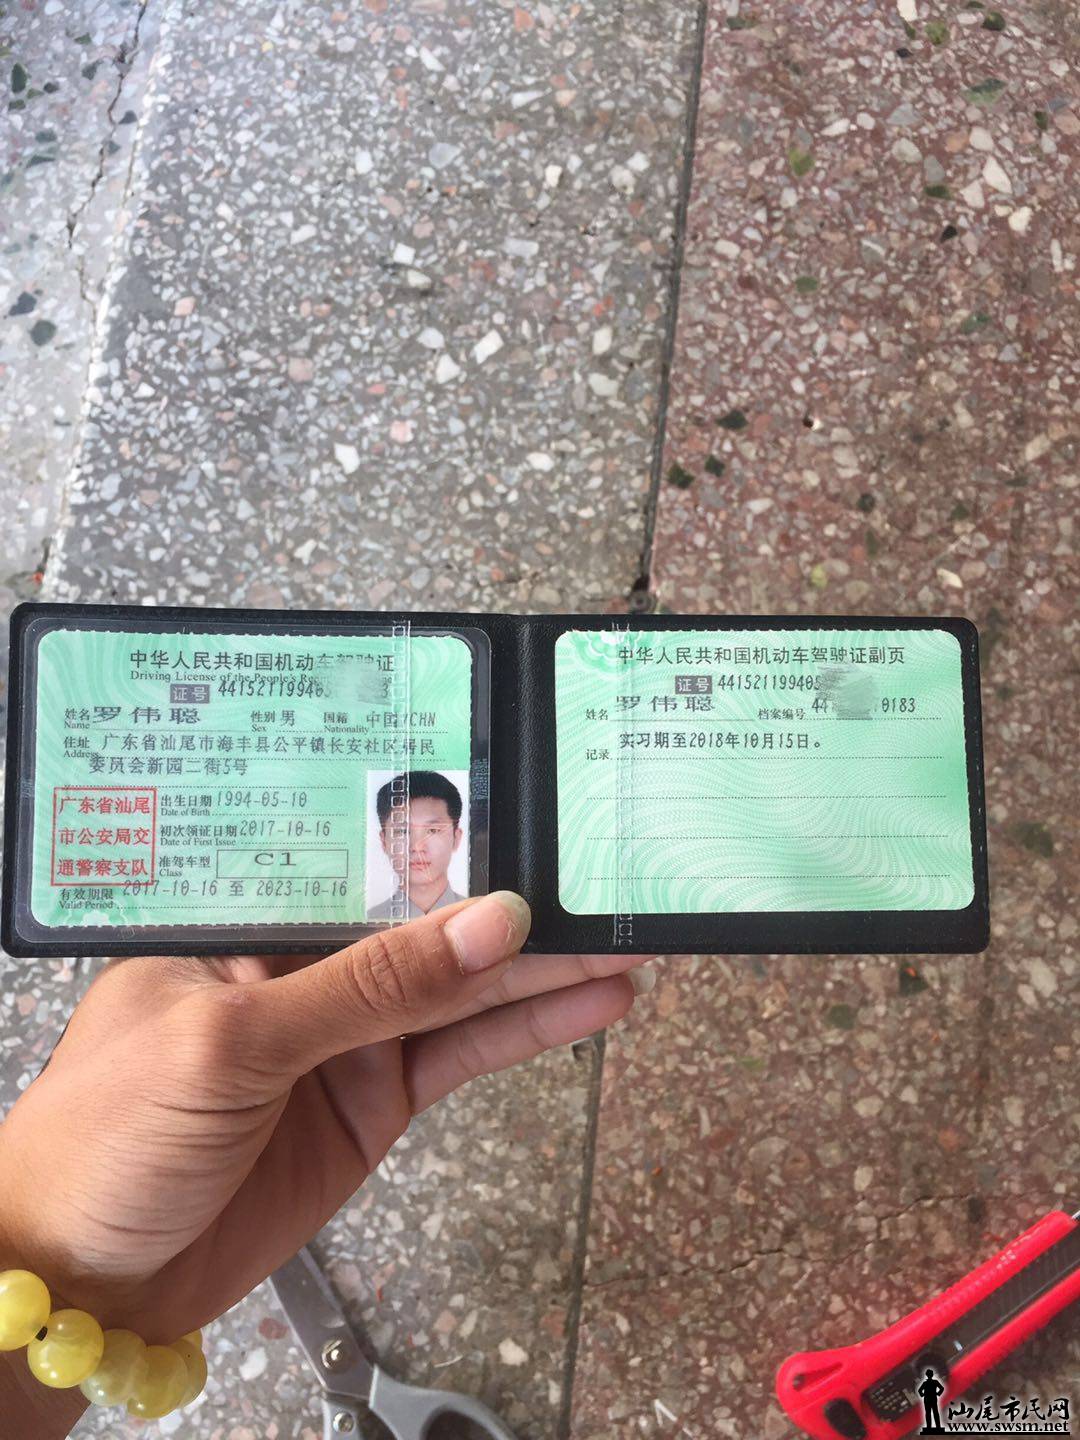 中华人民共和国机动车驾驶证
Driving License of the People's Rep
证号 44152119940 3
姓名 罗伟聪 性别 男 国籍 中国/CHN
Name Sex Nationality
住址 广东省汕尾市海丰县公平镇长安社区居民
Address
委员会新园二街5号
广东省汕尾
市公安局交
通警察支队
出生日期 1994-05-10
Date of Birth
初次领证日期 2017-10-16
Date of First Issue
准驾车型 C1
Class
有效期限 2017-10-16 至 2023-10-16
Valid Period
中华人民共和国机动车驾驶证副页
证号 44152119940
姓名 罗伟聪 档案编号 44 0183
记录 实习期至2018年10月15日。
汕尾市民网
www.swsm.net